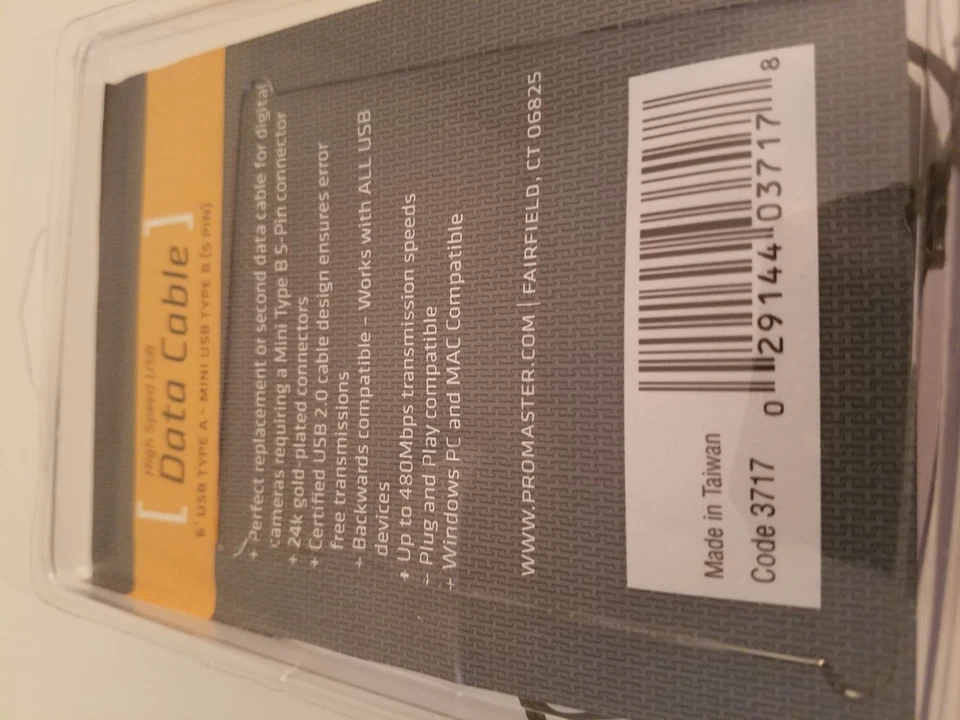 High Speed USB
[ Data Cable ]
6' USB TYPE A - MINI USB TYPE B (5 PIN)
+ Perfect replacement or second data cable for digital
cameras requiring a Mini Type B 5-Pin connector
+ 24k gold-plated connectors
+ Certified USB 2.0 cable design ensures error
free transmissions
+ Backwards compatible - Works with ALL USB
devices
+ Up to 480Mbps transmission speeds
+ Plug and Play compatible
+ Windows PC and MAC Compatible
WWW.PROMASTER.COM | FAIRFIELD, CT 06825
0 29144 03717 8
Made in Taiwan
Code 3717